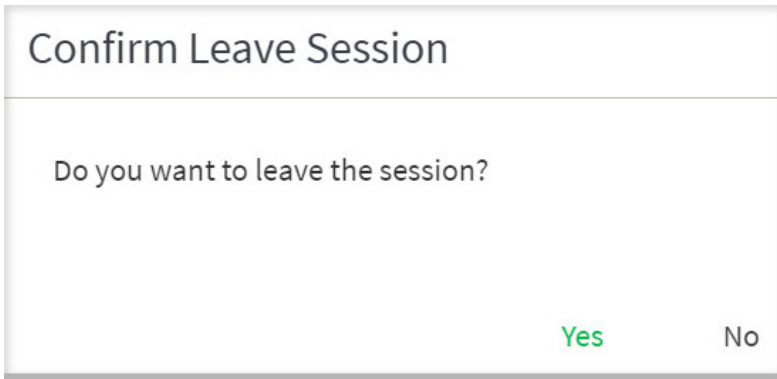 Confirm Leave Session
Do you want to leave the session?
Yes No